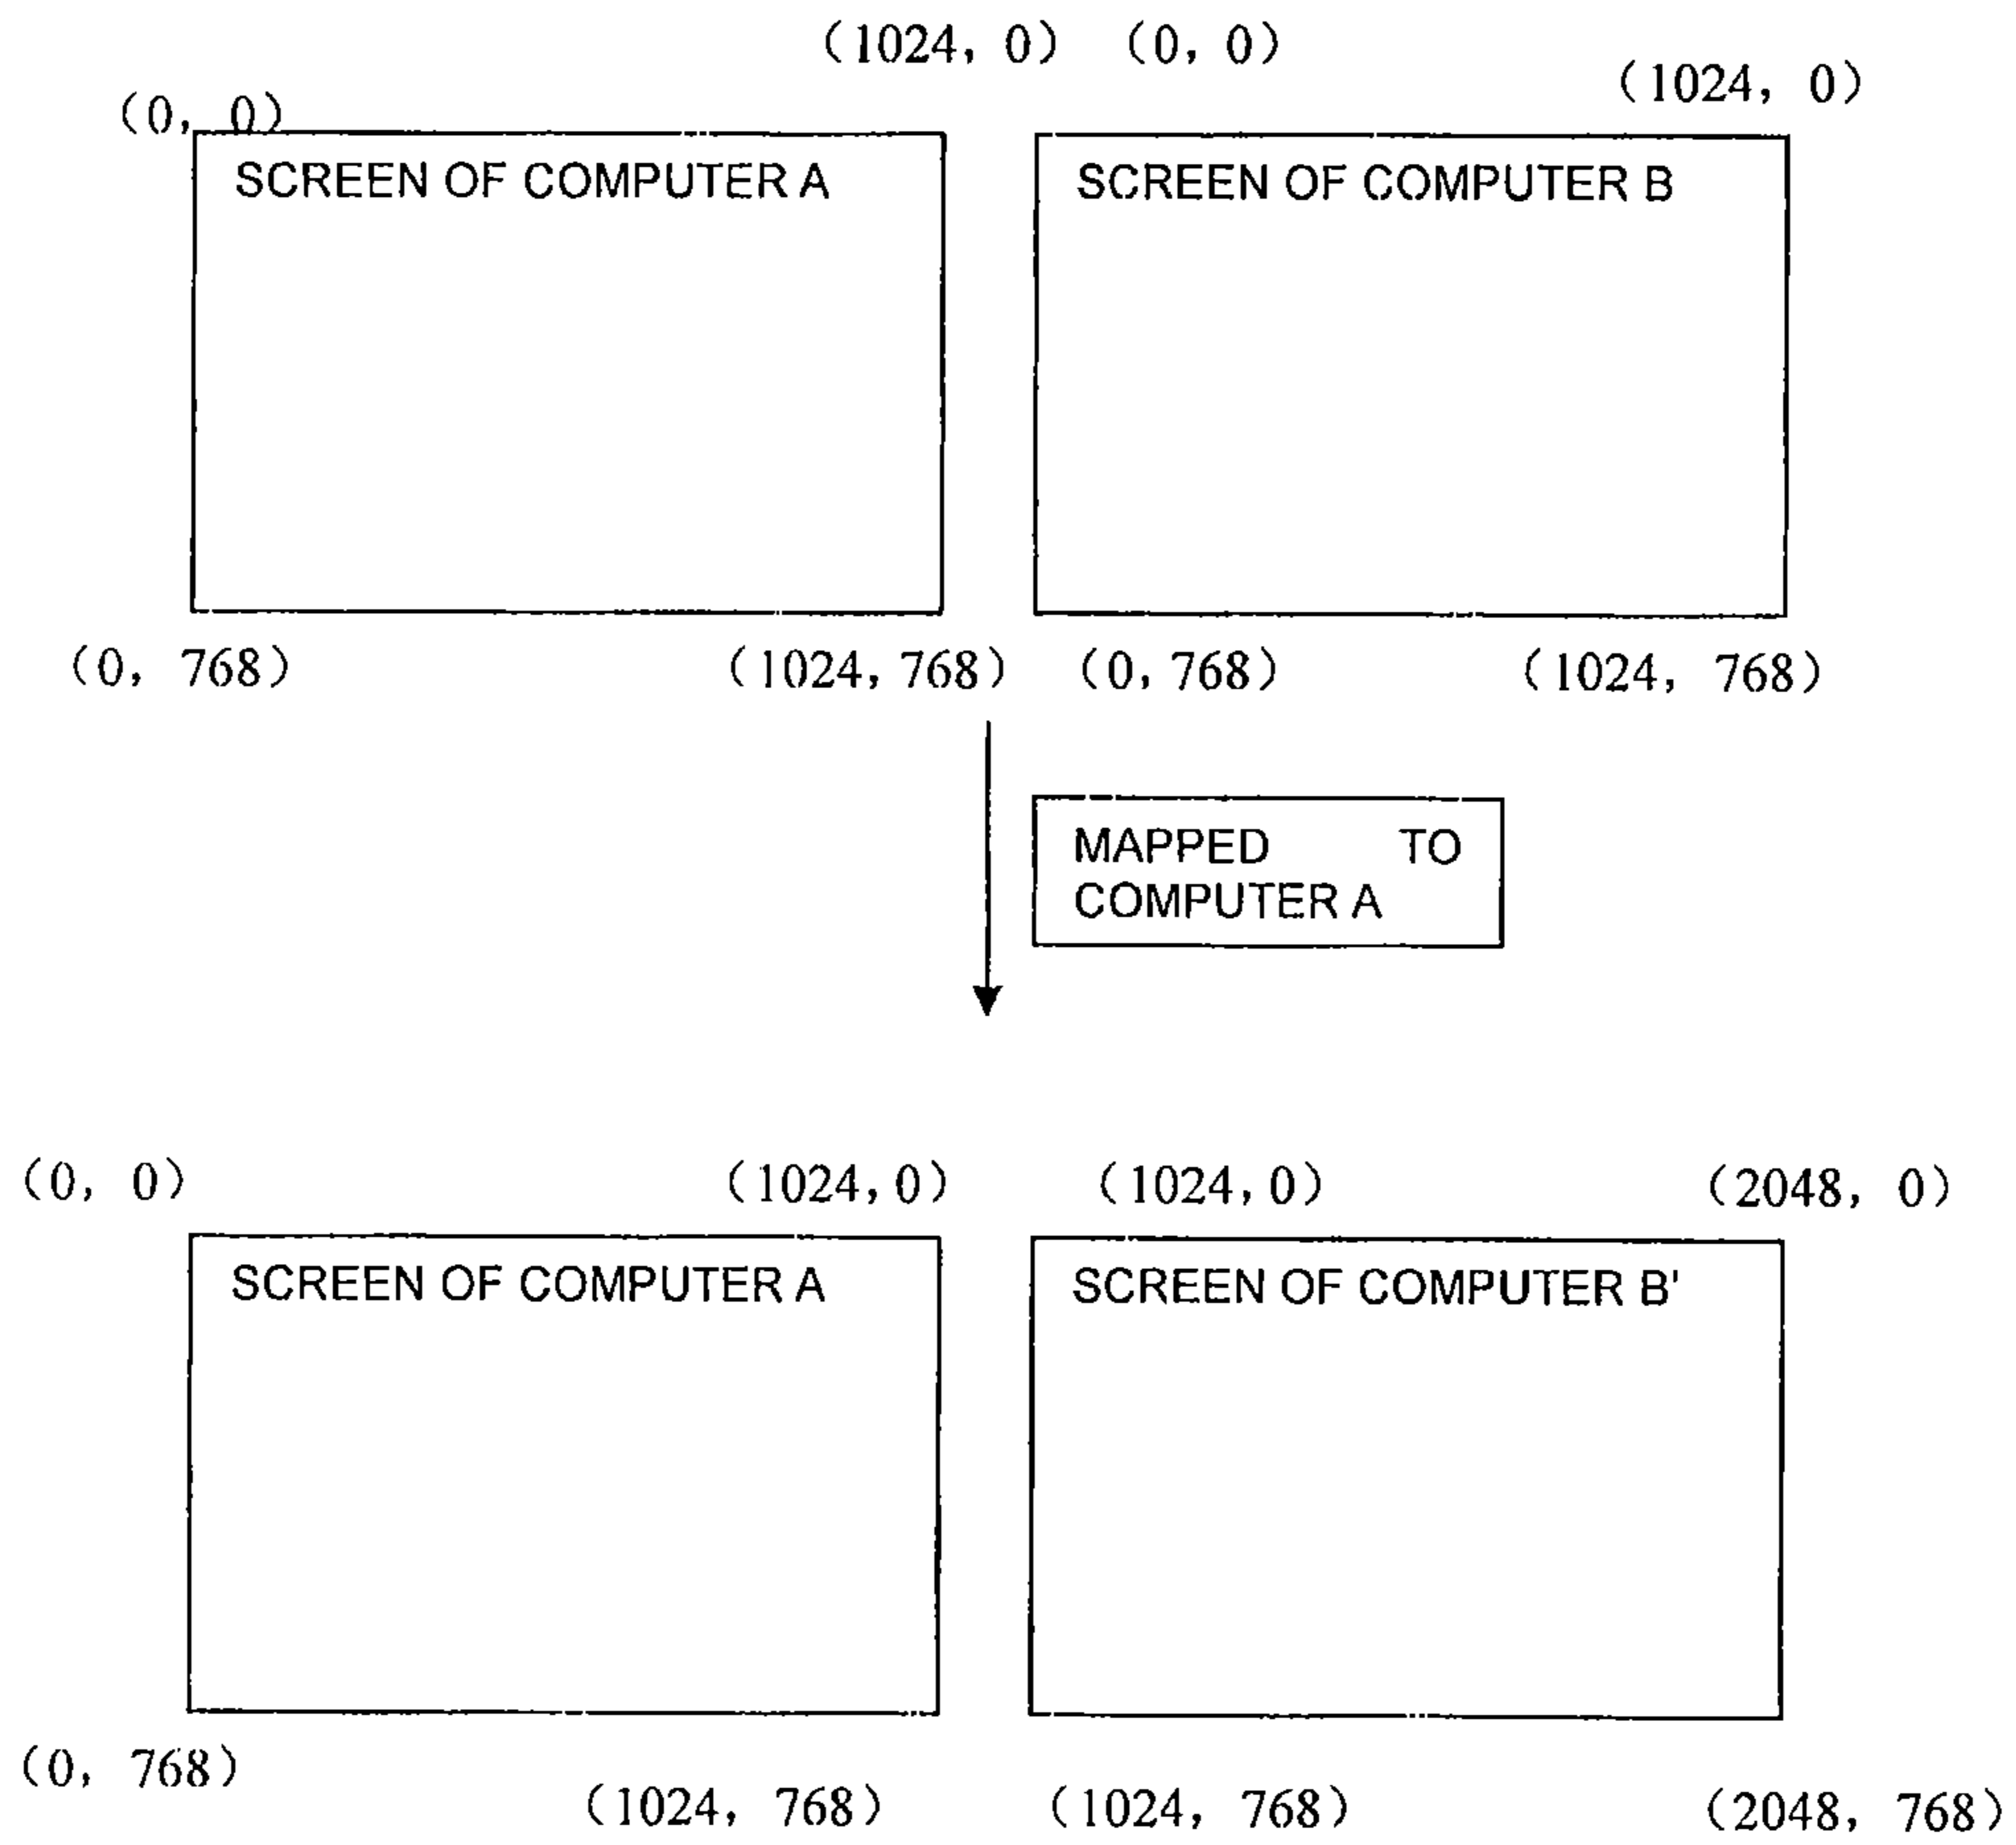 (1024, 0) (0, 0)
(0, 0) (1024, 0)
SCREEN OF COMPUTER A SCREEN OF COMPUTER B
(0, 768) (1024, 768) (0, 768) (1024, 768)
MAPPED TO
COMPUTER A
(0, 0) (1024, 0) (1024, 0) (2048, 0)
SCREEN OF COMPUTER A SCREEN OF COMPUTER B'
(0, 768) (1024, 768) (1024, 768) (2048, 768)